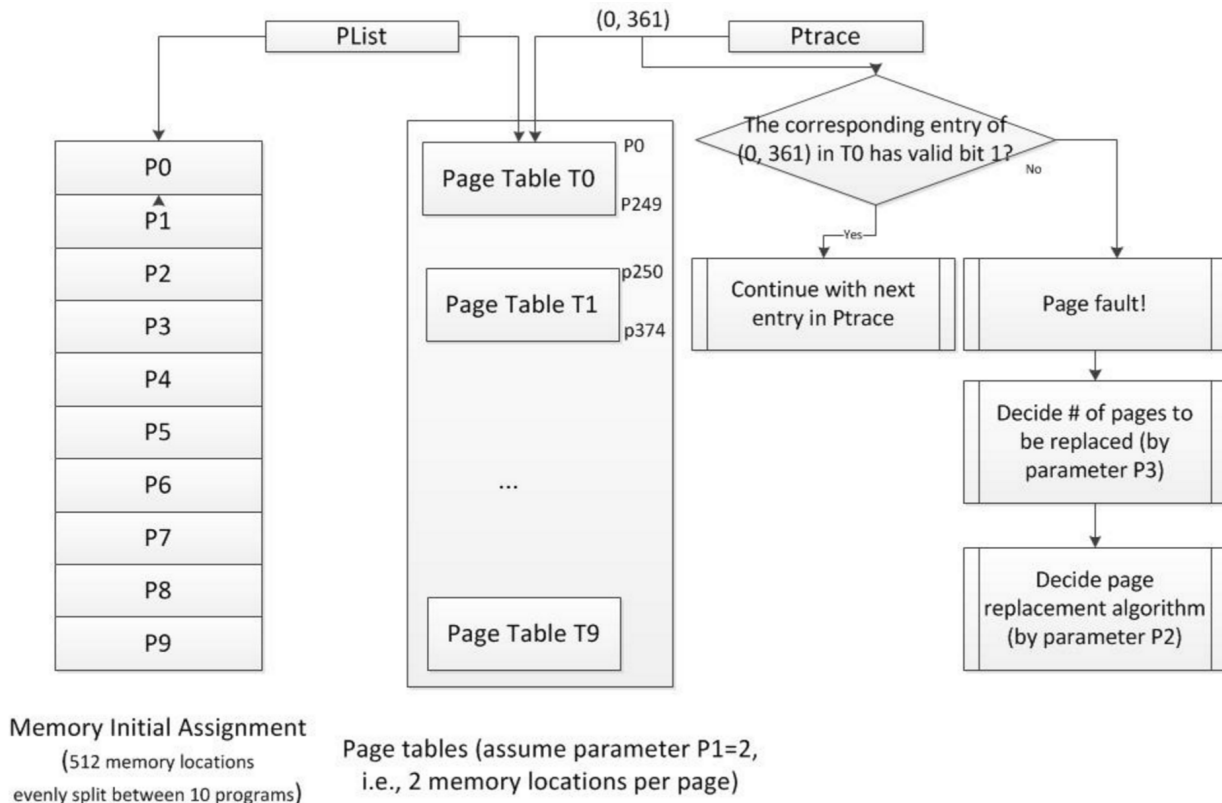 PList
(0, 361)
Ptrace
P0
P1
P2
P3
P4
P5
P6
P7
P8
P9
Memory Initial Assignment
(512 memory locations
evenly split between 10 programs)
Page Table T0
P0
P249
Page Table T1
p250
p374
...
Page Table T9
Page tables (assume parameter P1=2,
i.e., 2 memory locations per page)
The corresponding entry of
(0, 361) in T0 has valid bit 1?
No
Yes
Continue with next
entry in Ptrace
Page fault!
Decide # of pages to
be replaced (by
parameter P3)
Decide page
replacement algorithm
(by parameter P2)